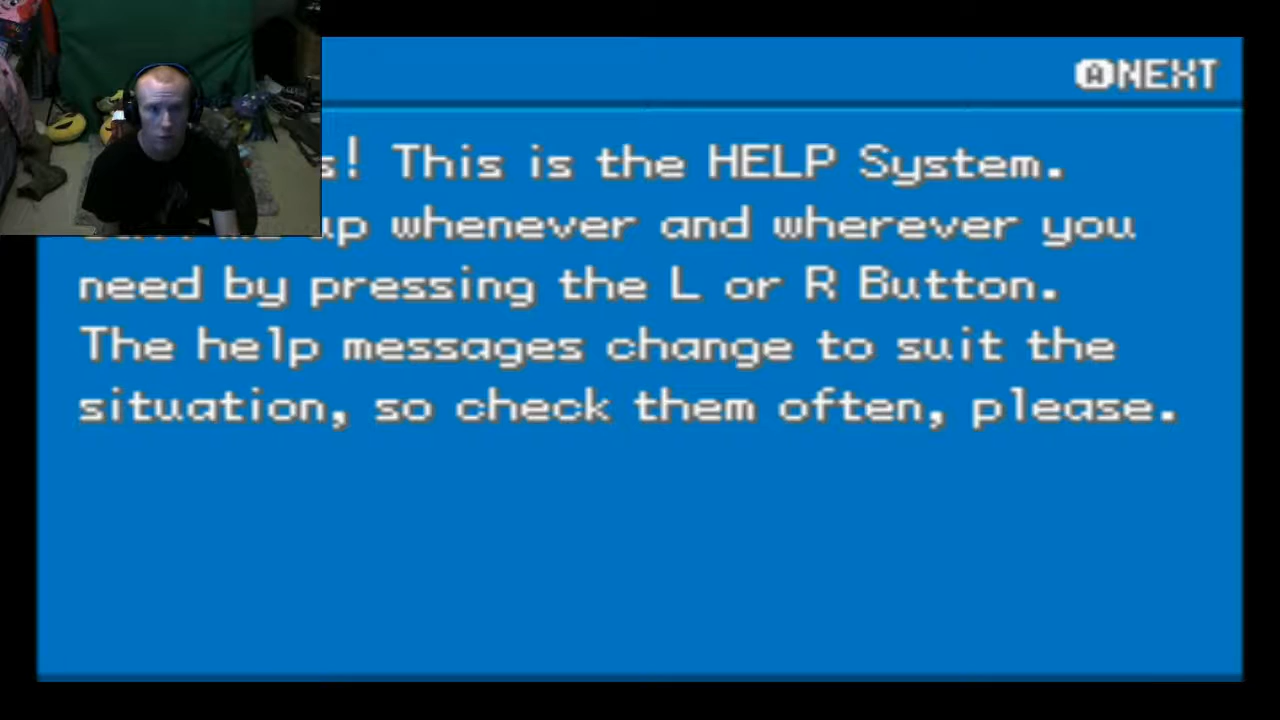 Ⓐ NEXT
s! This is the HELP System.
up whenever and wherever you
need by pressing the L or R Button.
The help messages change to suit the
situation, so check them often, please.